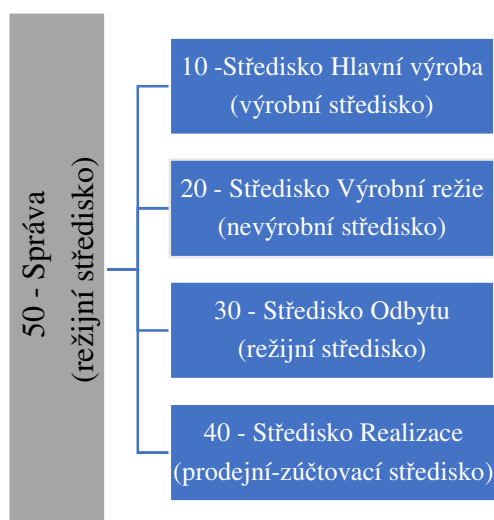 50 - Správa
(režijní středisko)
10 -Středisko Hlavní výroba
(výrobní středisko)
20 - Středisko Výrobní režie
(nevýrobní středisko)
30 - Středisko Odbytu
(režijní středisko)
40 - Středisko Realizace
(prodejní-zúčtovací středisko)